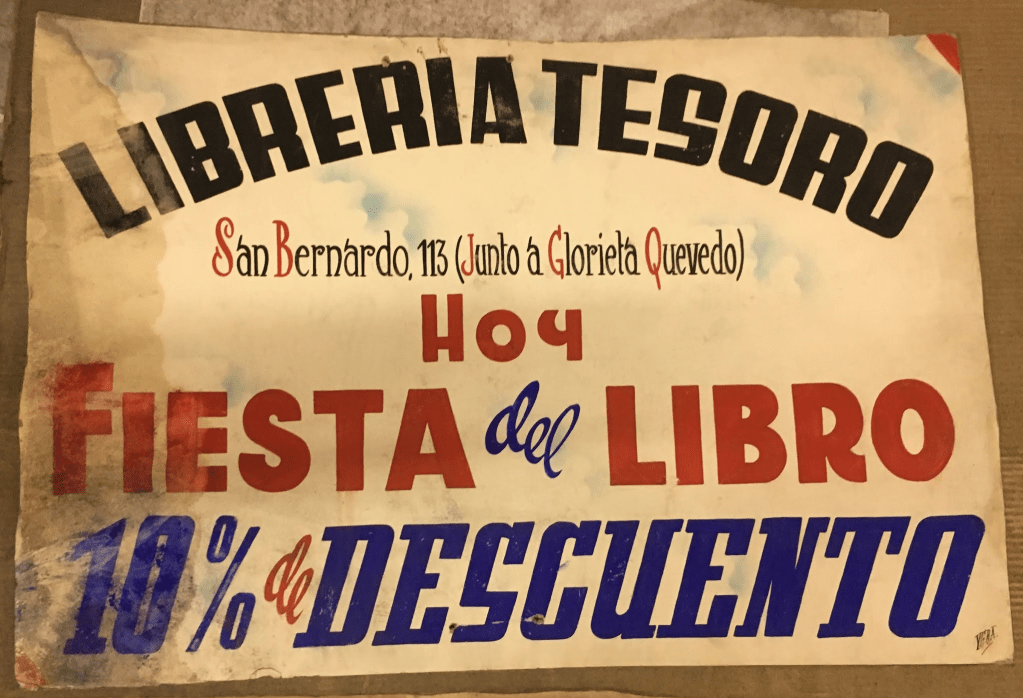 LIBRERIA TESORO
San Bernardo, 113 (Junto á Glorieta Quevedo)
HOY
FIESTA del LIBRO
10% de DESCUENTO